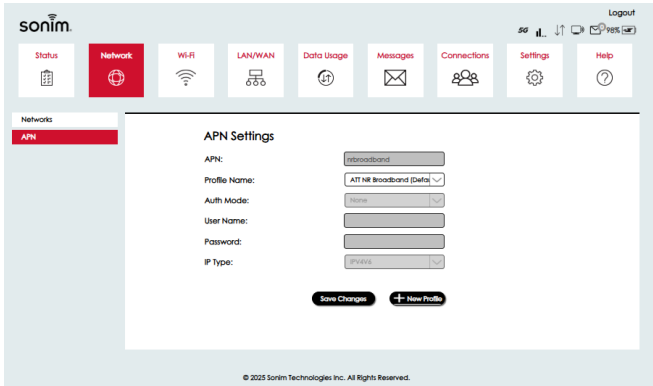 Logout
sonim.
5G 98%
Status Network Wi-Fi LAN/WAN Data Usage Messages Connections Settings Help
Networks
APN
APN Settings
APN: nrbroadband
Profile Name: ATT NR Broadband (Defau
Auth Mode: None
User Name:
Password:
IP Type: IPV4V6
Save Changes + New Profile
© 2025 Sonim Technologies Inc. All Rights Reserved.